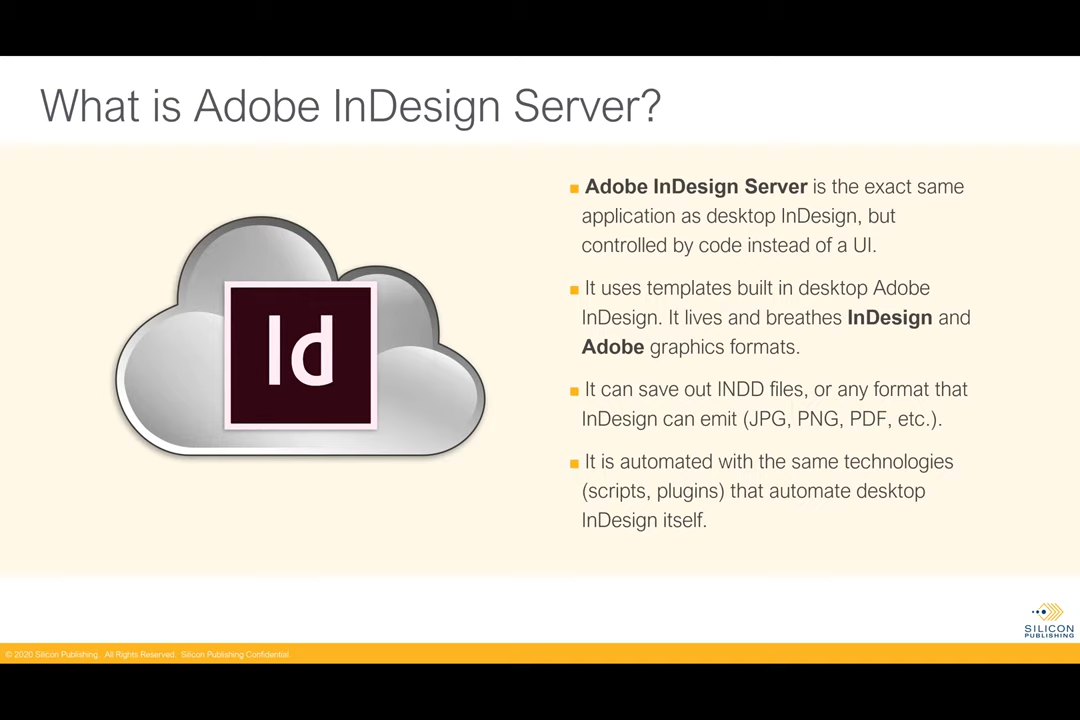 What is Adobe InDesign Server?
Id
■ Adobe InDesign Server is the exact same
application as desktop InDesign, but
controlled by code instead of a UI.
■ It uses templates built in desktop Adobe
InDesign. It lives and breathes InDesign and
Adobe graphics formats.
■ It can save out INDD files, or any format that
InDesign can emit (JPG, PNG, PDF, etc.).
■ It is automated with the same technologies
(scripts, plugins) that automate desktop
InDesign itself.
SILICON
PUBLISHING
© 2020 Silicon Publishing. All Rights Reserved. Silicon Publishing Confidential.